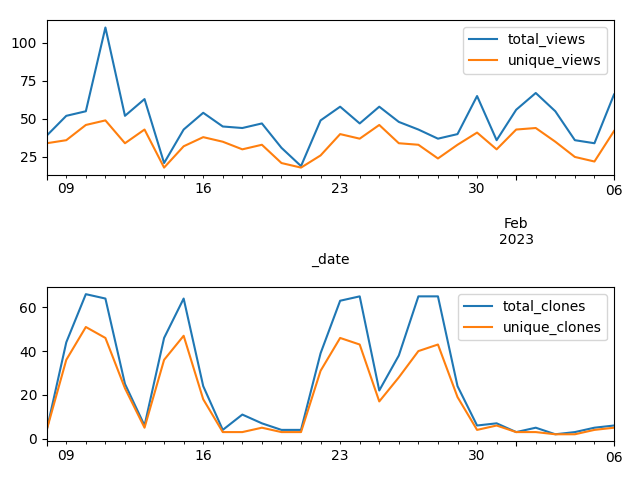 100
75
50
25
total_views
unique_views
09 16 23 30 06
Feb
2023
_date
60
40
20
0
total_clones
unique_clones
09 16 23 30 06